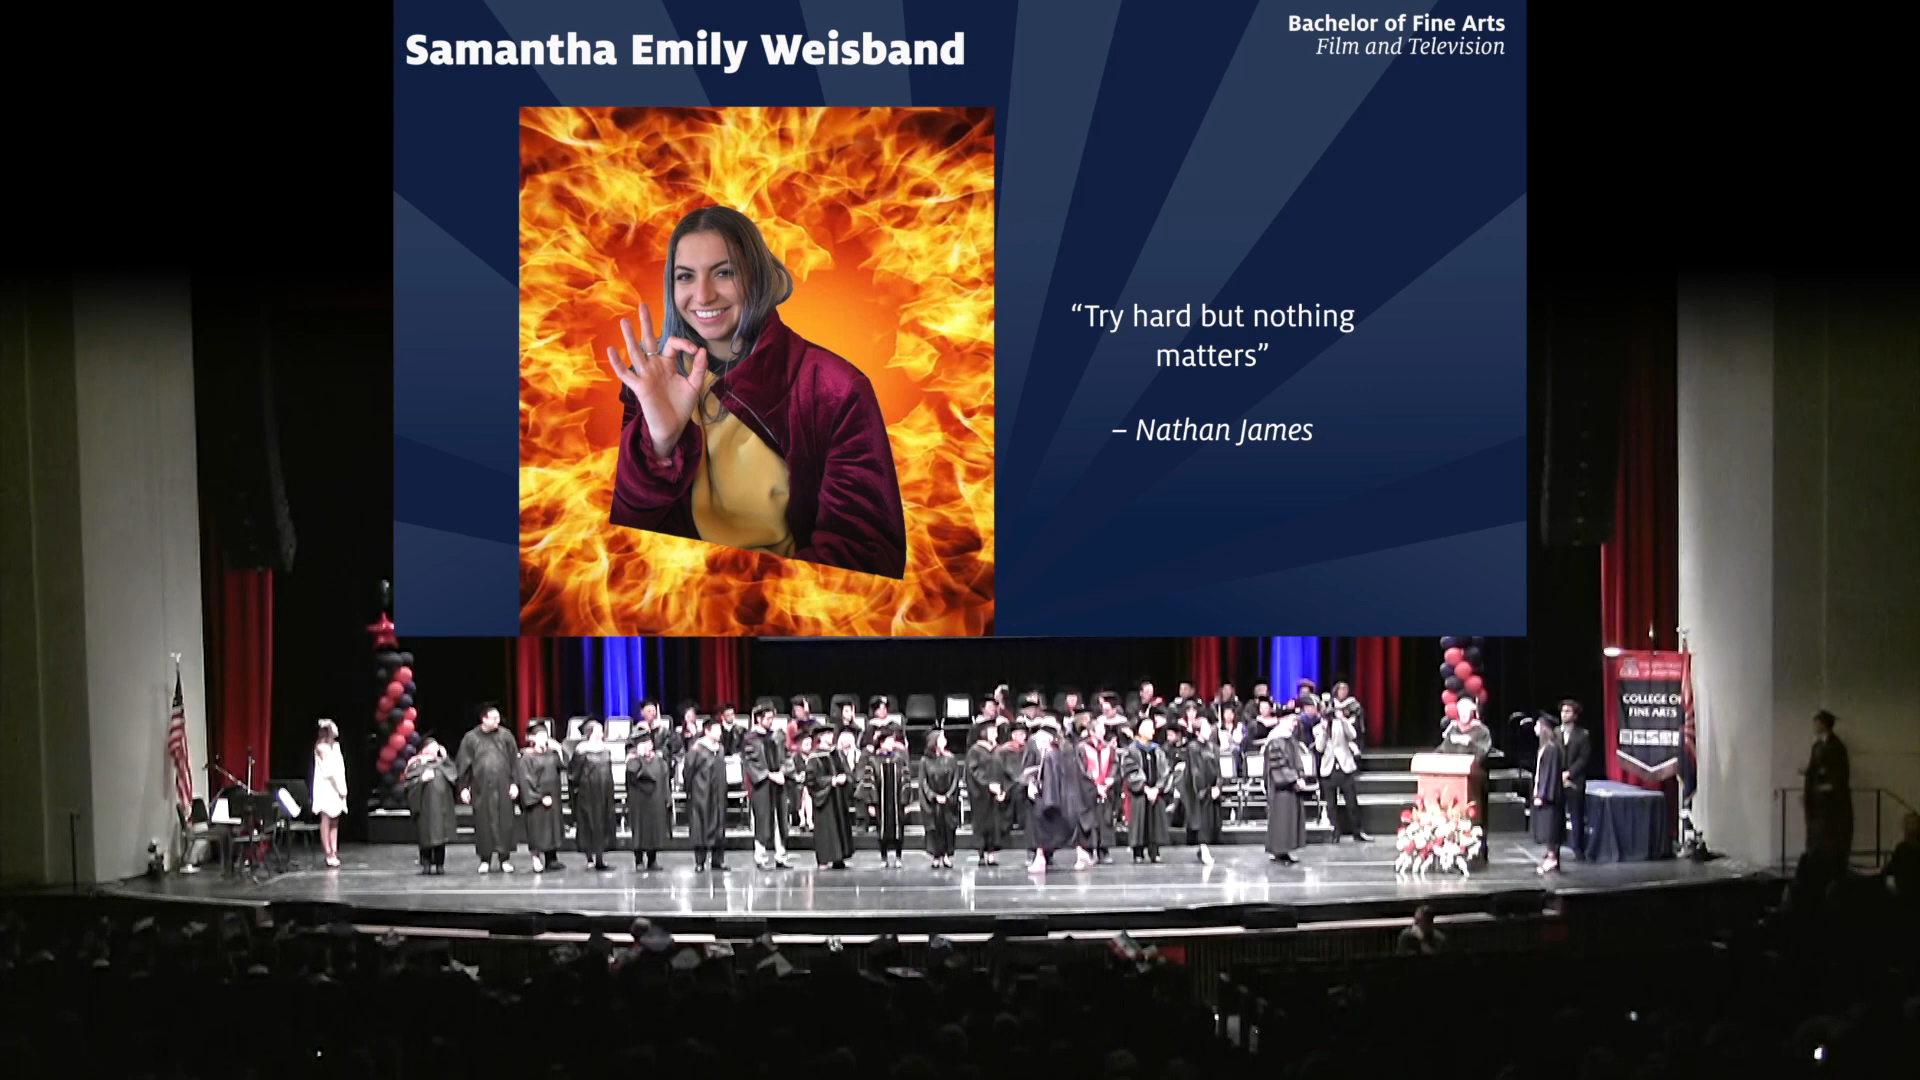 Samantha Emily Weisband
Bachelor of Fine Arts
Film and Television
“Try hard but nothing
matters”
– Nathan James
COLLEGE OF
FINE ARTS